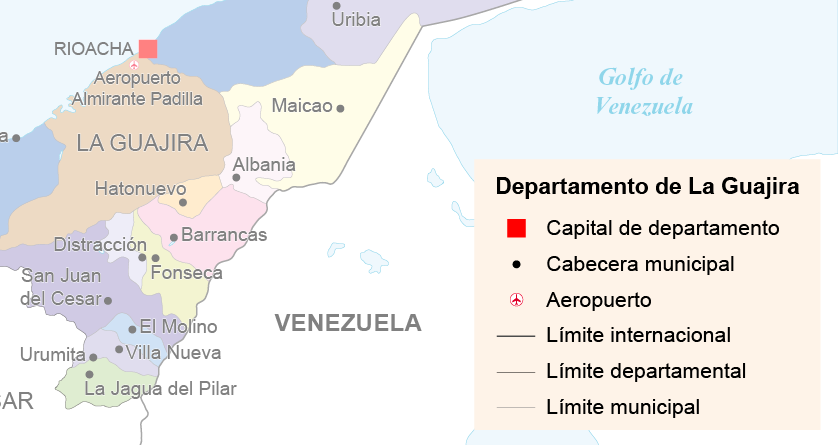 Uribia
RIOACHA
Aeropuerto
Almirante Padilla
Golfo de
Venezuela
Maicao
a
LA GUAJIRA
Albania
Hatonuevo
Departamento de La Guajira
Capital de departamento
Cabecera municipal
Aeropuerto
Límite internacional
Límite departamental
Límite municipal
Barrancas
Distracción
Fonseca
San Juan
del Cesar
El Molino
VENEZUELA
Urumita
Villa Nueva
La Jagua del Pilar
SAR